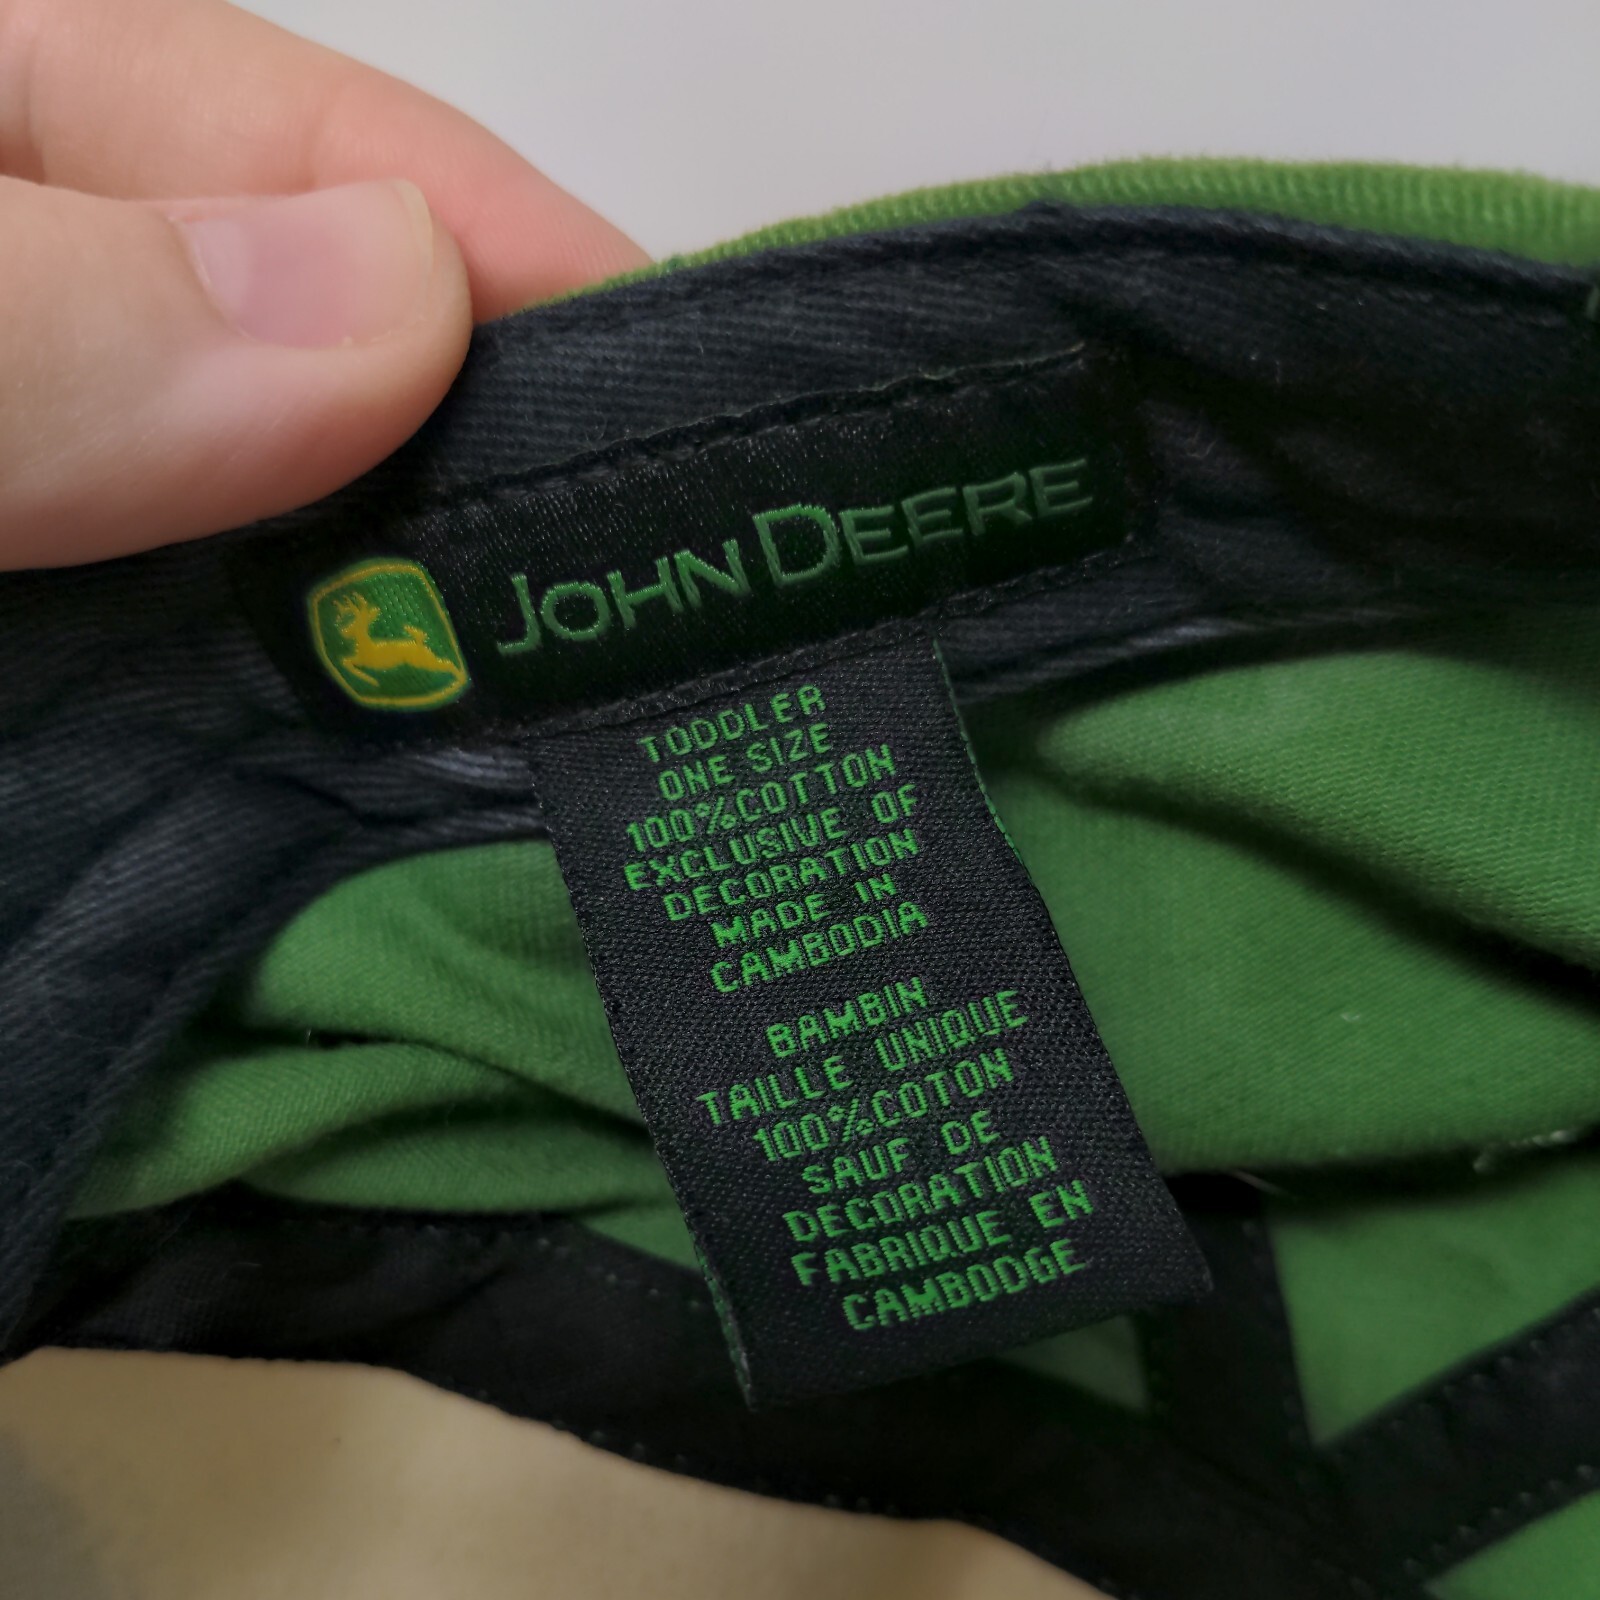 JOHN DEERE
TODDLER
ONE SIZE
100%COTTON
EXCLUSIVE OF
DECORATION
MADE IN
CAMBODIA
BAMBIN
TAILLE UNIQUE
100%COTON
SAUF DE
DECORATION
FABRIQUE EN
CAMBODGE